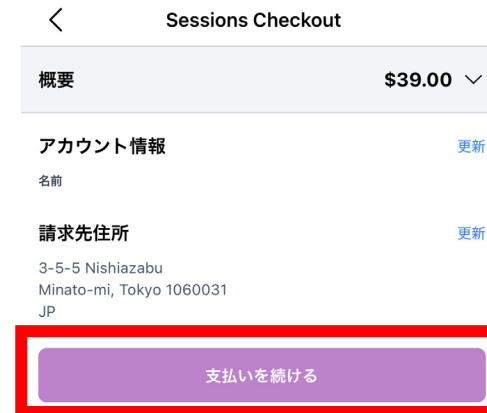 Sessions Checkout
概要 $39.00
アカウント情報 更新
名前
請求先住所 更新
3-5-5 Nishiazabu
Minato-mi, Tokyo 1060031
JP
支払いを続ける